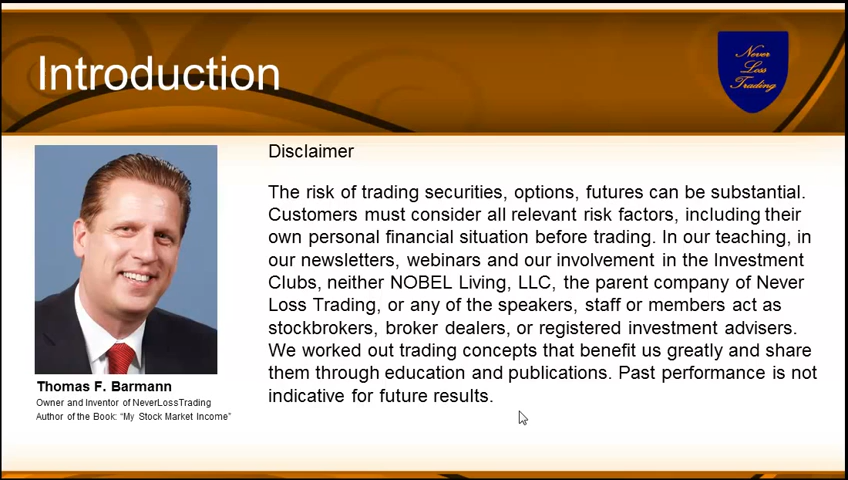 Introduction
Never
Loss
Trading
Disclaimer
The risk of trading securities, options, futures can be substantial.
Customers must consider all relevant risk factors, including their
own personal financial situation before trading. In our teaching, in
our newsletters, webinars and our involvement in the Investment
Clubs, neither NOBEL Living, LLC, the parent company of Never
Loss Trading, or any of the speakers, staff or members act as
stockbrokers, broker dealers, or registered investment advisers.
We worked out trading concepts that benefit us greatly and share
them through education and publications. Past performance is not
indicative for future results.
Thomas F. Barmann
Owner and Inventor of NeverLossTrading
Author of the Book: “My Stock Market Income”